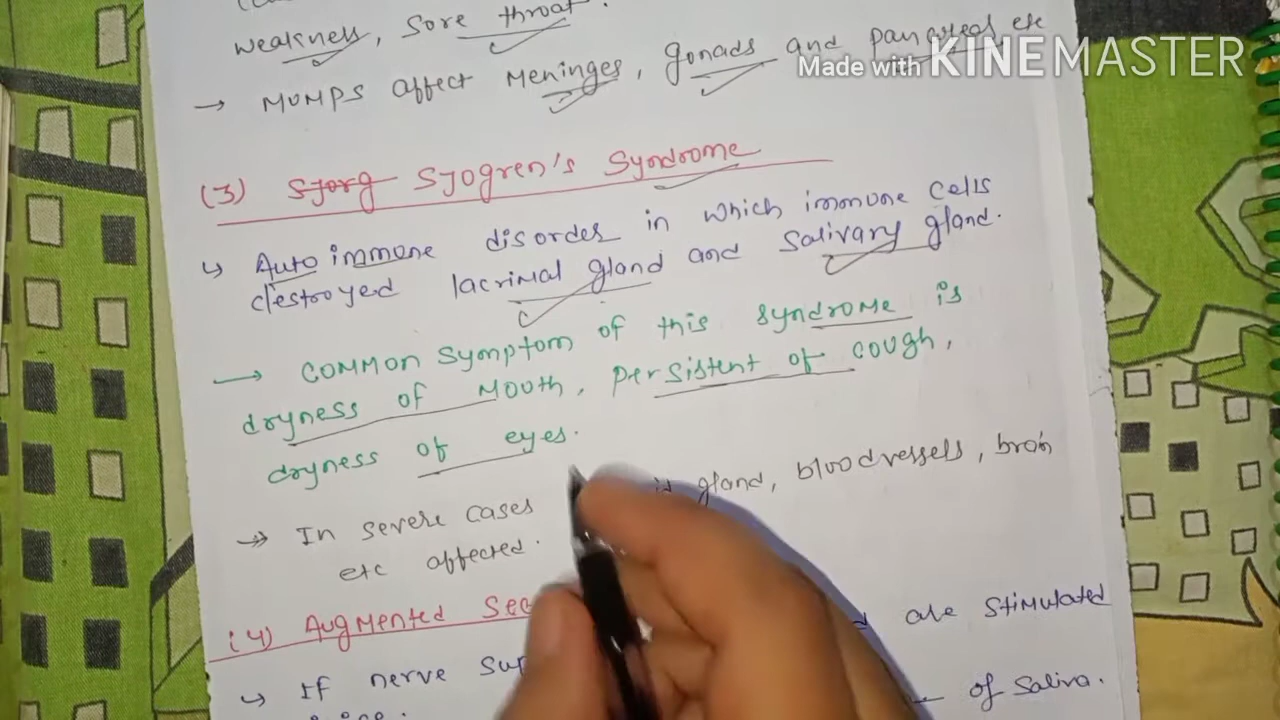 weakness, sore throat.
→ MUMPS affect Meninges, gonads and pancreas etc
Made with KINEMASTER
(3) Sjorg Sjogren's Syndrome
↳ Auto immune disorder in which immune cells
destroyed lacrimal gland and Salivary gland.
→ COMMON symptom of this syndrome is
dryness of Mouth, persistent of cough,
dryness of eyes.
→ In severe cases gland, bloodvessels, brain
etc affected.
(4) Augmented
↳ If nerve are stimulated
of saliva.